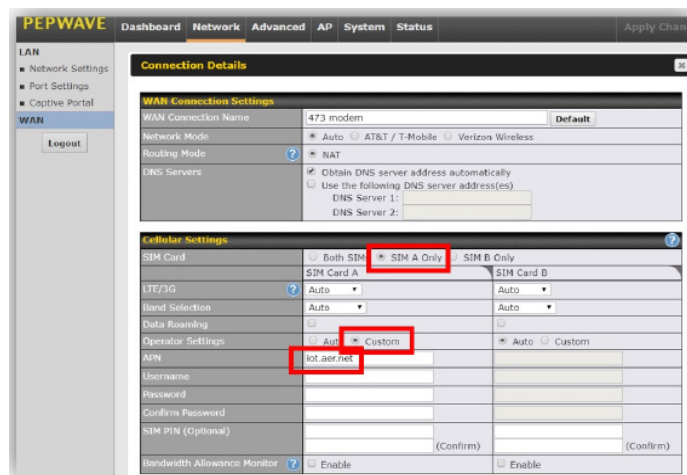 PEPWAVE Dashboard Network Advanced AP System Status Apply Chan
LAN
Network Settings
Port Settings
Captive Portal
WAN
Logout
Connection Details
WAN Connection Settings
WAN Connection Name 473 modem Default
Network Mode Auto AT&T / T-Mobile Verizon Wireless
Routing Mode ? NAT
DNS Servers Obtain DNS server address automatically
Use the following DNS server address(es)
DNS Server 1:
DNS Server 2:
Cellular Settings ?
SIM Card Both SIMs SIM A Only SIM B Only
SIM Card A SIM Card B
LTE/3G ? Auto Auto
Band Selection Auto Auto
Data Roaming
Operator Settings Auto Custom Auto Custom
APN iot.aer.net
Username
Password
Confirm Password
SIM PIN (Optional)
(Confirm) (Confirm)
Bandwidth Allowance Monitor ? Enable Enable